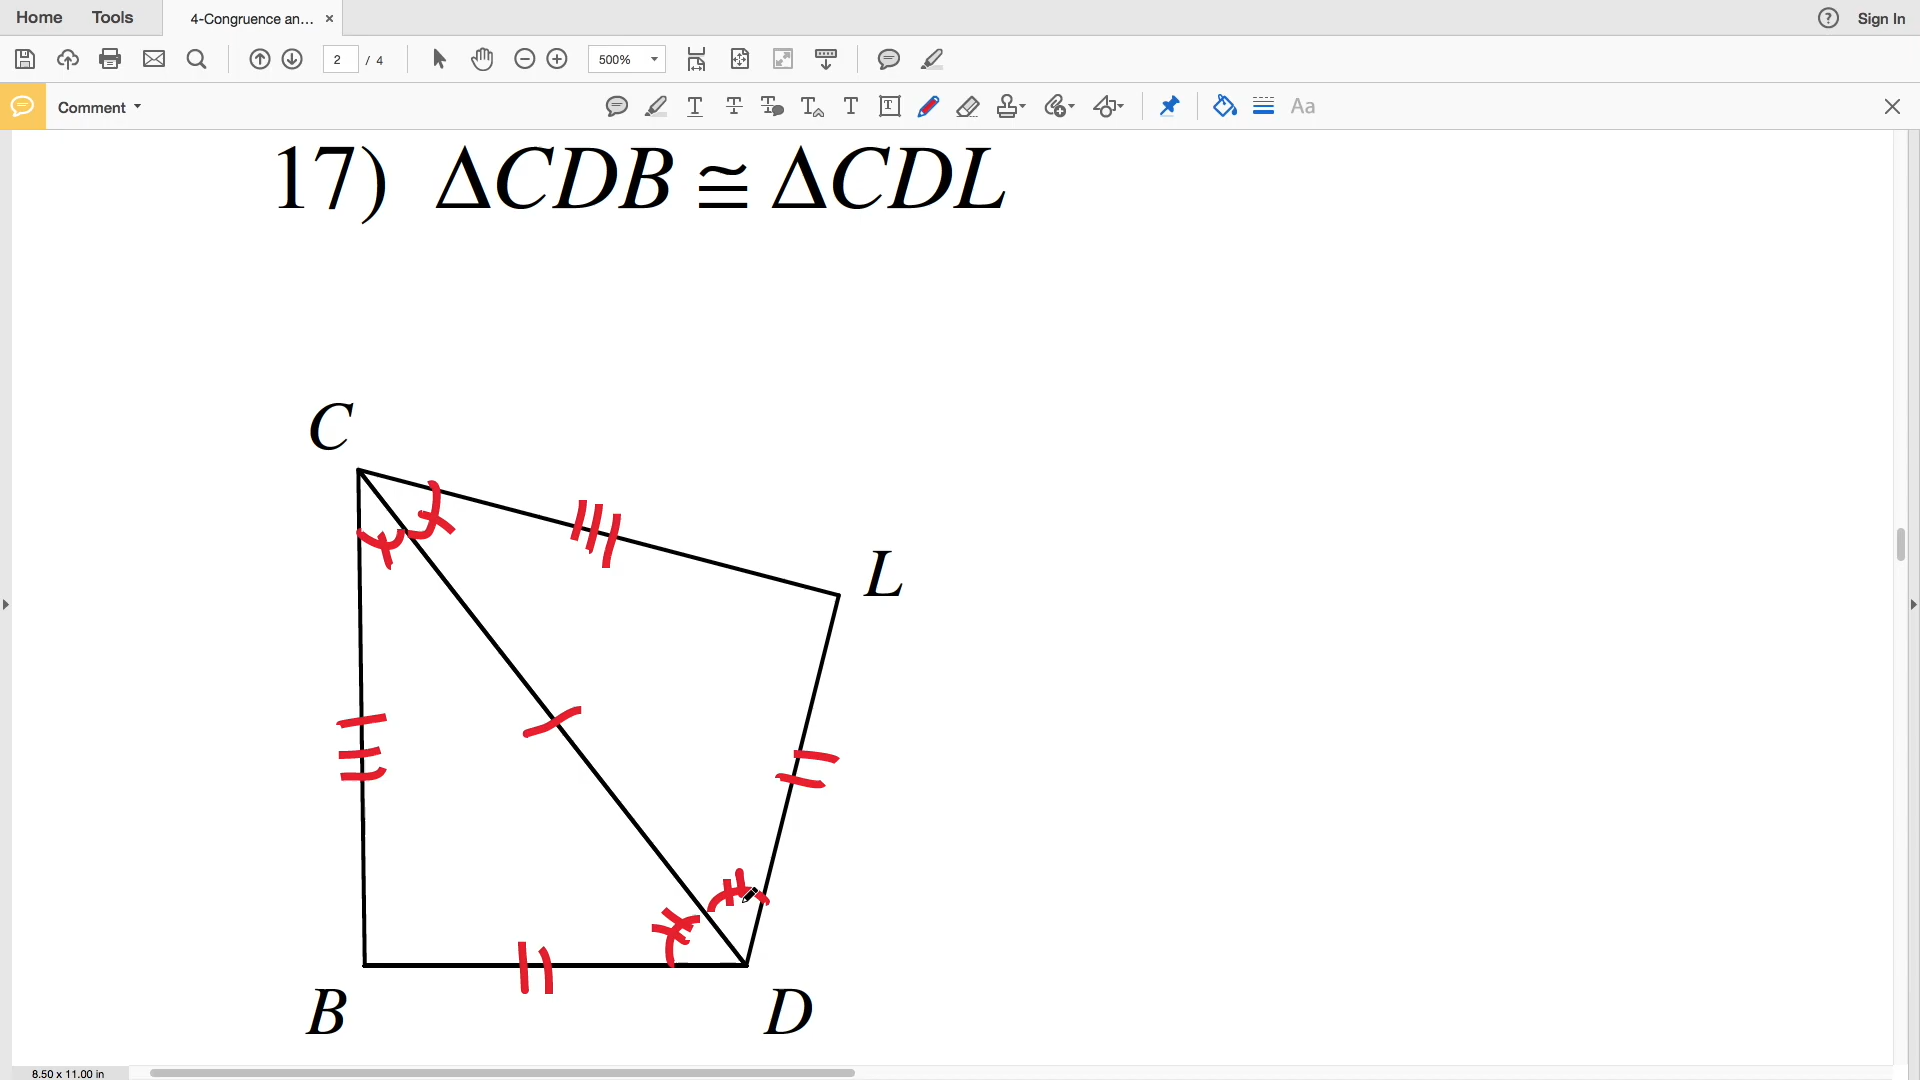 Home Tools 4-Congruence an... × ? Sign In
2 / 4 500%
Comment T T T T T T Aa
17) ΔCDB ≅ ΔCDL
C
L
B
D
8.50 x 11.00 in